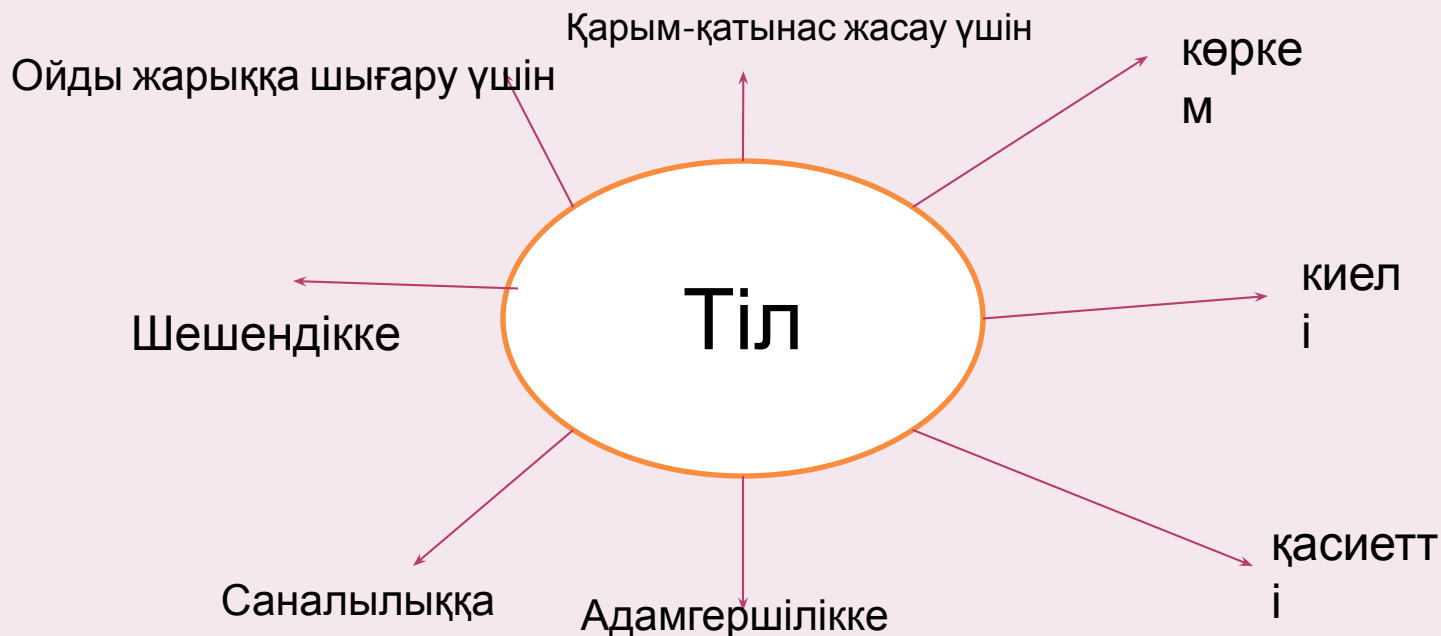 Қарым-қатынас жасау үшін
Ойды жарыққа шығару үшін
көрке
м
киел
і
Тіл
Шешендікке
қасиетт
і
Саналылыққа
Адамгершілікке